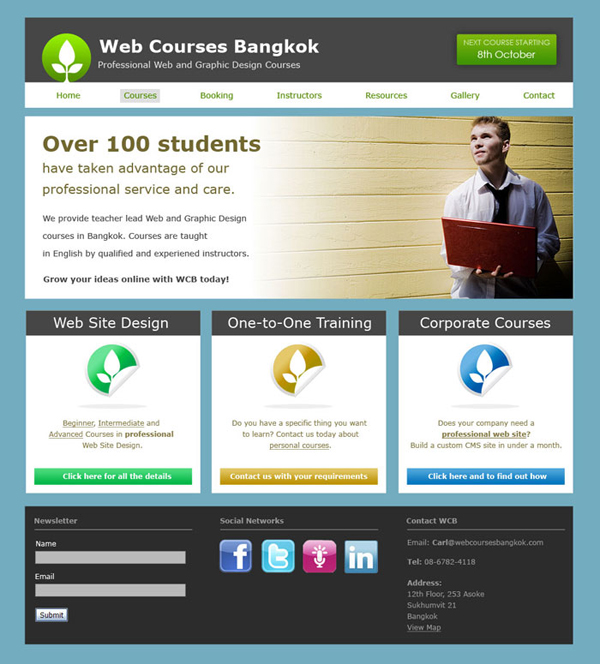 Web Courses Bangkok
Professional Web and Graphic Design Courses
NEXT COURSE STARTING
8th October
Home Courses Booking Instructors Resources Gallery Contact
Over 100 students
have taken advantage of our
professional service and care.
We provide teacher lead Web and Graphic Design
courses in Bangkok. Courses are taught
in English by qualified and experiened instructors.
Grow your ideas online with WCB today!
Web Site Design
Beginner, Intermediate and
Advanced Courses in professional
Web Site Design.
Click here for all the details
One-to-One Training
Do you have a specific thing you want
to learn? Contact us today about
personal courses.
Contact us with your requirements
Corporate Courses
Does your company need a
professional web site?
Build a custom CMS site in under a month.
Click here and to find out how
Newsletter
Name
Email
Submit
Social Networks
f t in
Contact WCB
Email: Carl@webcoursesbangkok.com
Tel: 08-6782-4118
Address:
12th Floor, 253 Asoke
Sukhumvit 21
Bangkok
View Map